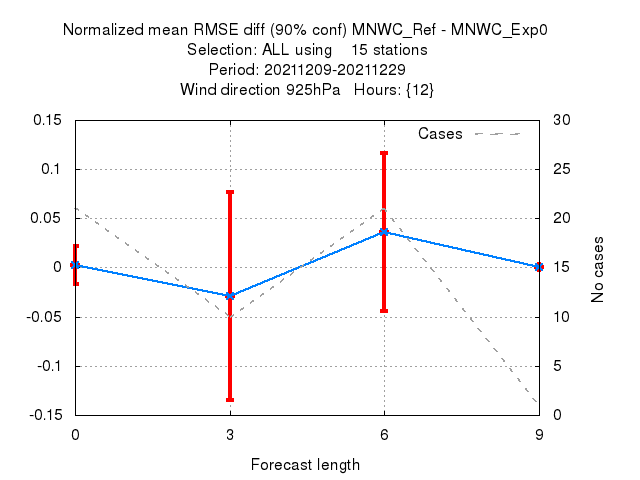 Normalized mean RMSE diff (90% conf) MNWC_Ref - MNWC_Exp0
Selection: ALL using    15 stations
Period: 20211209-20211229
Wind direction 925hPa   Hours: {12}
Cases
0.15
0.1
0.05
0
-0.05
-0.1
-0.15
30
25
20
15
10
5
0
No cases
0 3 6 9
Forecast length